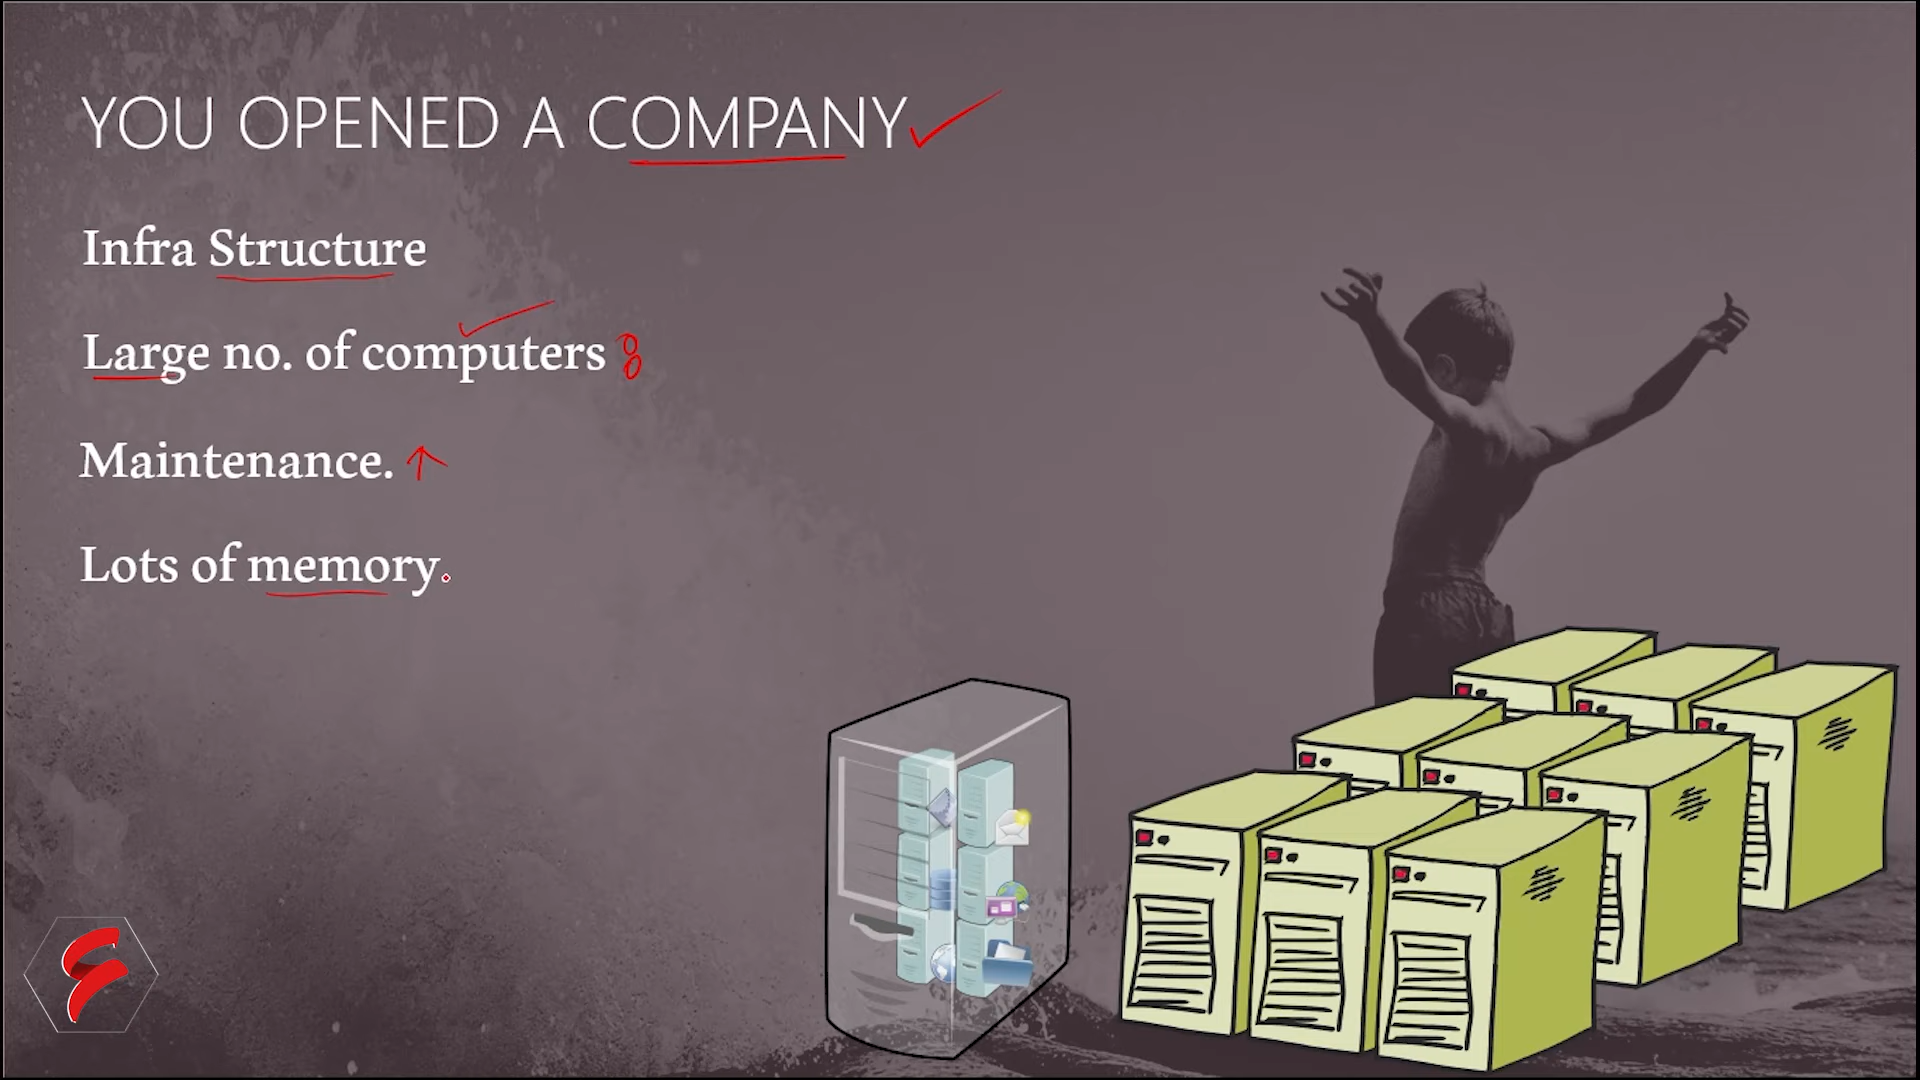 YOU OPENED A COMPANY
Infra Structure
Large no. of computers
Maintenance.
Lots of memory.